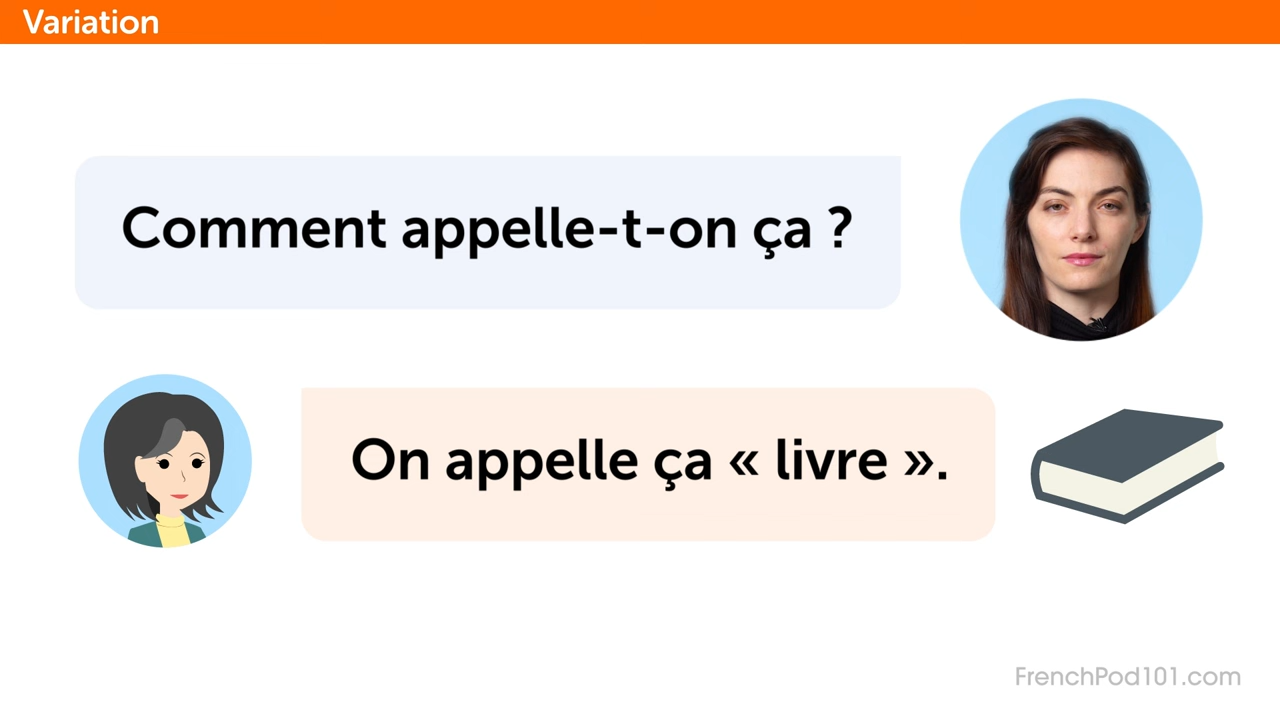 Variation
Comment appelle-t-on ça ?
On appelle ça « livre ».
FrenchPod101.com